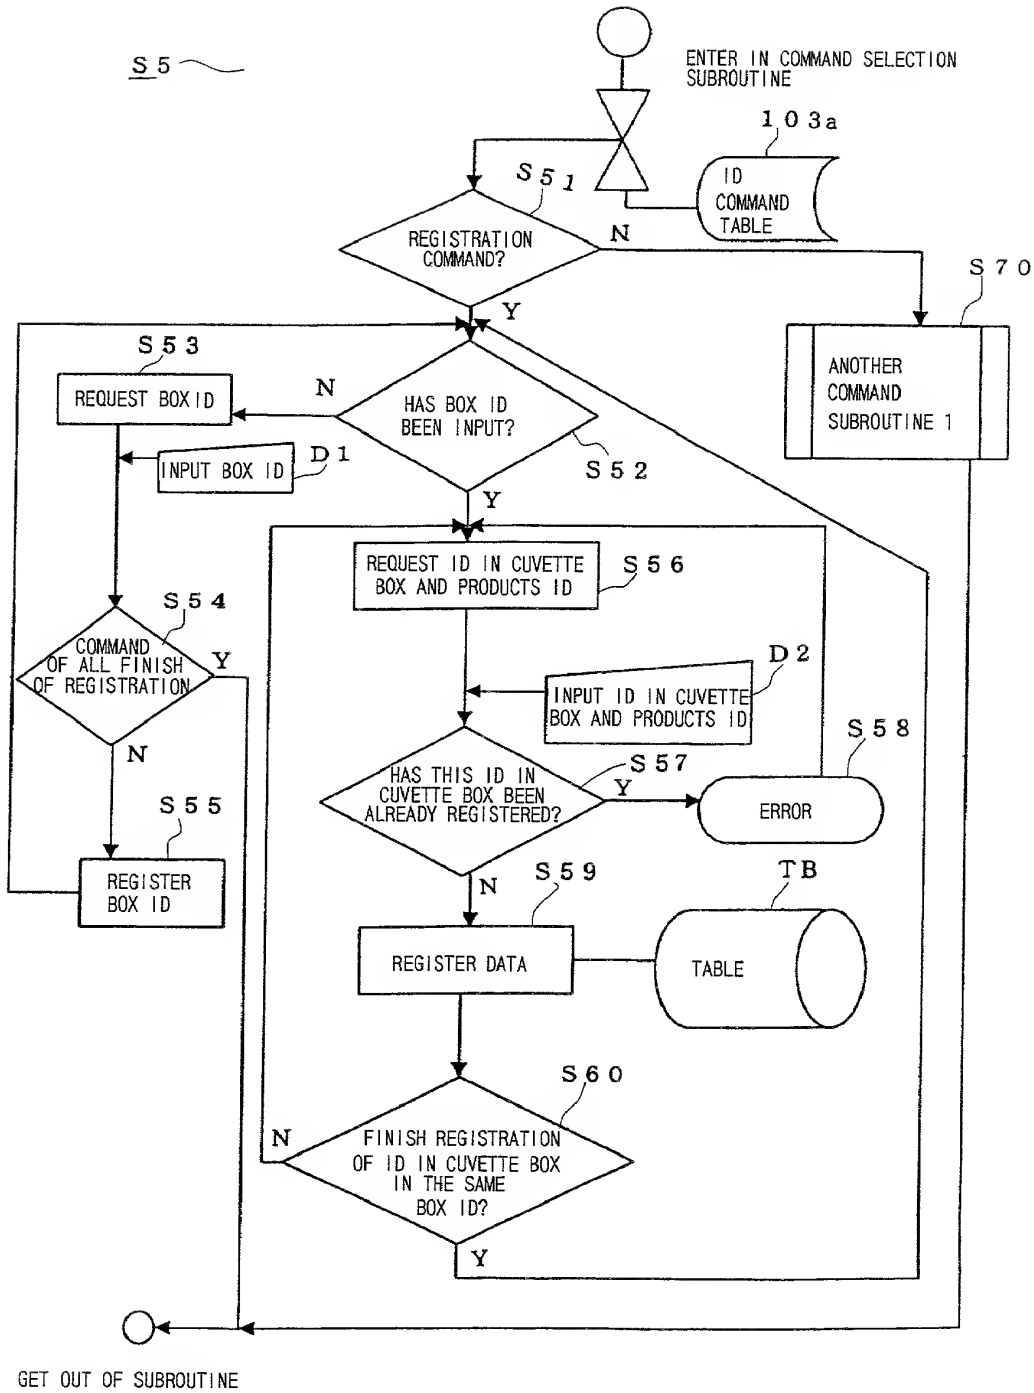 S5
ENTER IN COMMAND SELECTION
SUBROUTINE
103a
ID
COMMAND
TABLE
S51
REGISTRATION
COMMAND?
N
Y
S70
ANOTHER
COMMAND
SUBROUTINE 1
S53
REQUEST BOX ID
N
HAS BOX ID
BEEN INPUT?
S52
Y
D1
INPUT BOX ID
REQUEST ID IN CUVETTE
BOX AND PRODUCTS ID
S56
S54
COMMAND
OF ALL FINISH
OF REGISTRATION
Y
N
D2
INPUT ID IN CUVETTE
BOX AND PRODUCTS ID
S57
HAS THIS ID IN
CUVETTE BOX BEEN
ALREADY REGISTERED?
Y
N
S58
ERROR
S55
REGISTER
BOX ID
S59
REGISTER DATA
TB
TABLE
S60
N
FINISH REGISTRATION
OF ID IN CUVETTE BOX
IN THE SAME
BOX ID?
Y
GET OUT OF SUBROUTINE